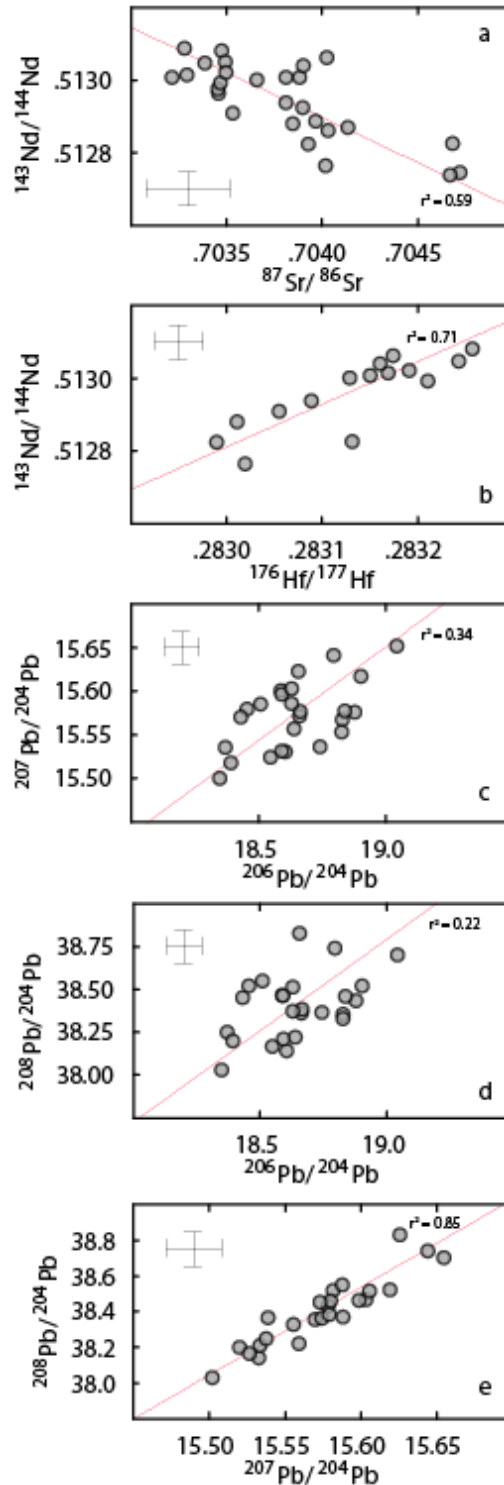 a
.5130
.5128
143Nd/144Nd
r² = 0.59
.7035 .7040 .7045
87Sr/86Sr
r² = 0.71
.5130
.5128
143Nd/144Nd
b
.2830 .2831 .2832
176Hf/177Hf
r² = 0.34
15.65
15.60
15.55
15.50
207Pb/204Pb
c
18.5 19.0
206Pb/204Pb
r² = 0.22
38.75
38.50
38.25
38.00
208Pb/204Pb
d
18.5 19.0
206Pb/204Pb
r² = 0.85
38.8
38.6
38.4
38.2
38.0
208Pb/204Pb
e
15.50 15.55 15.60 15.65
207Pb/204Pb